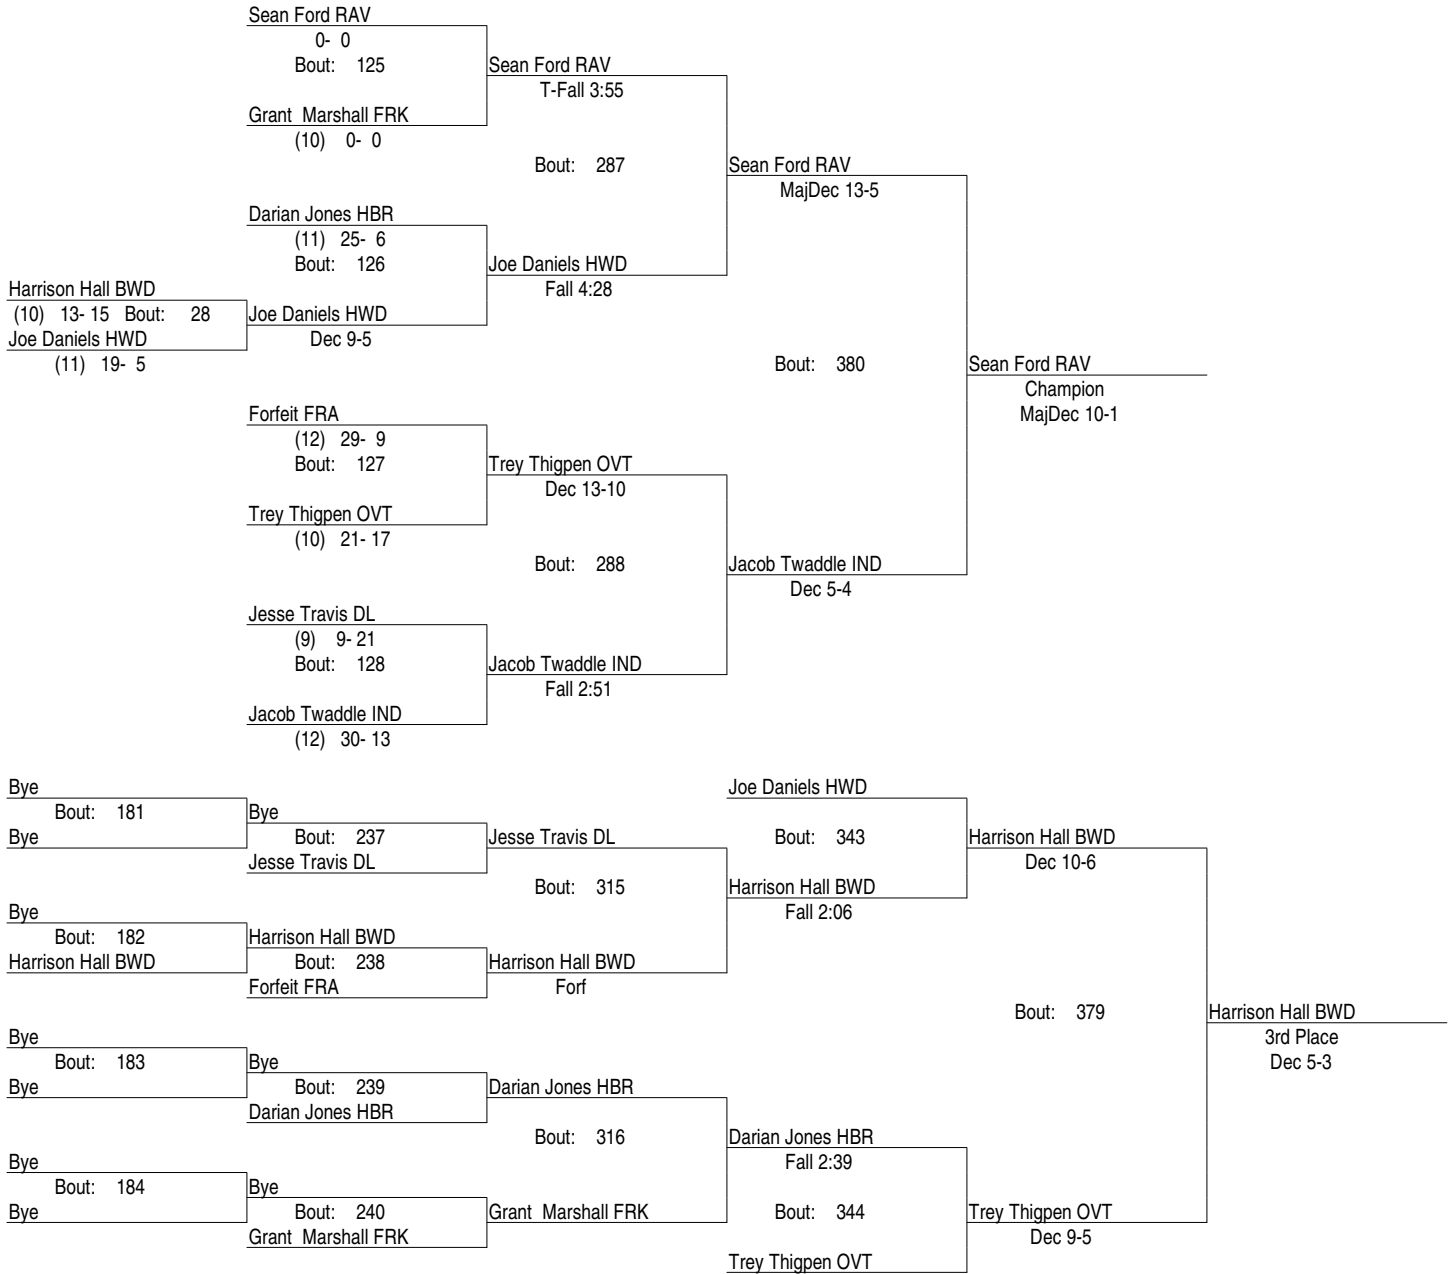 Sean Ford RAV
0- 0
Bout: 125
Sean Ford RAV
T-Fall 3:55
Grant Marshall FRK
(10) 0- 0
Bout: 287
Sean Ford RAV
MajDec 13-5
Darian Jones HBR
(11) 25- 6
Bout: 126
Joe Daniels HWD
Fall 4:28
Harrison Hall BWD
(10) 13- 15 Bout: 28
Joe Daniels HWD
Dec 9-5
Joe Daniels HWD
(11) 19- 5
Bout: 380
Sean Ford RAV
Champion
MajDec 10-1
Forfeit FRA
(12) 29- 9
Bout: 127
Trey Thigpen OVT
Dec 13-10
Trey Thigpen OVT
(10) 21- 17
Bout: 288
Jacob Twaddle IND
Dec 5-4
Jesse Travis DL
(9) 9- 21
Bout: 128
Jacob Twaddle IND
Fall 2:51
Jacob Twaddle IND
(12) 30- 13
Bye
Bout: 181
Bye
Bye
Bout: 237
Jesse Travis DL
Jesse Travis DL
Joe Daniels HWD
Bout: 343
Harrison Hall BWD
Dec 10-6
Bout: 315
Harrison Hall BWD
Fall 2:06
Bye
Bout: 182
Harrison Hall BWD
Harrison Hall BWD
Bout: 238
Forfeit FRA
Harrison Hall BWD
Forf
Bout: 379
Harrison Hall BWD
3rd Place
Dec 5-3
Bye
Bout: 183
Bye
Bye
Bout: 239
Darian Jones HBR
Darian Jones HBR
Bout: 316
Darian Jones HBR
Fall 2:39
Bye
Bout: 184
Bye
Bye
Bout: 240
Grant Marshall FRK
Grant Marshall FRK
Bout: 344
Trey Thigpen OVT
Dec 9-5
Trey Thigpen OVT